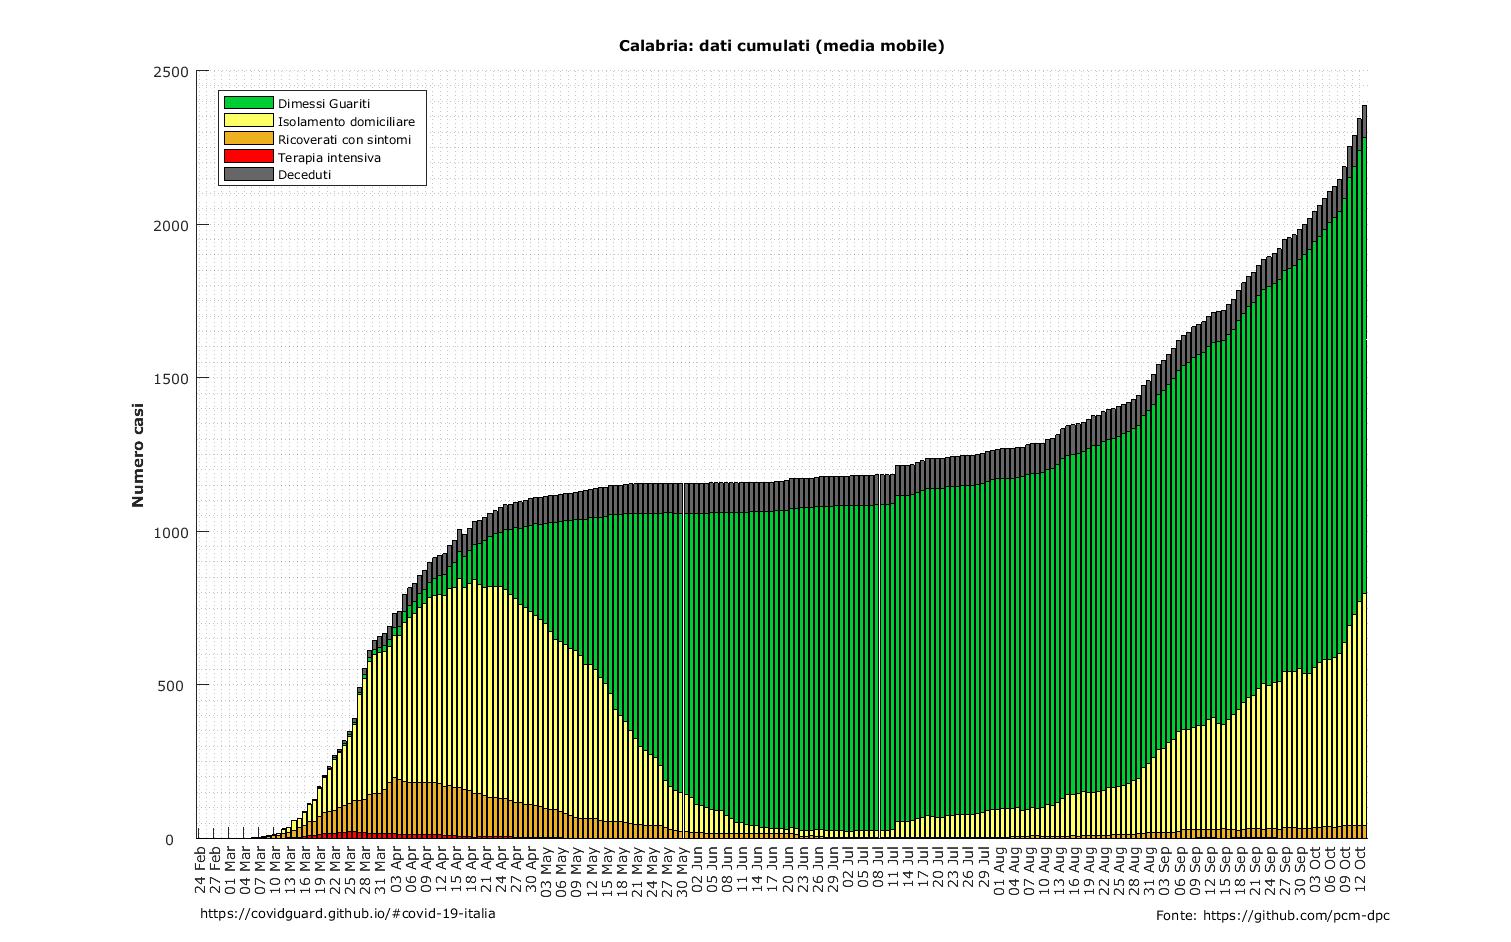 Calabria: dati cumulati (media mobile)
Numero casi
2500
2000
1500
1000
500
0
Dimessi Guariti
Isolamento domiciliare
Ricoverati con sintomi
Terapia intensiva
Deceduti
24 Feb
27 Feb
01 Mar
04 Mar
07 Mar
10 Mar
13 Mar
16 Mar
19 Mar
22 Mar
25 Mar
28 Mar
31 Mar
03 Apr
06 Apr
09 Apr
12 Apr
15 Apr
18 Apr
21 Apr
24 Apr
27 Apr
30 Apr
03 May
06 May
09 May
12 May
15 May
18 May
21 May
24 May
27 May
30 May
02 Jun
05 Jun
08 Jun
11 Jun
14 Jun
17 Jun
20 Jun
23 Jun
26 Jun
29 Jun
02 Jul
05 Jul
08 Jul
11 Jul
14 Jul
17 Jul
20 Jul
23 Jul
26 Jul
29 Jul
01 Aug
04 Aug
07 Aug
10 Aug
13 Aug
16 Aug
19 Aug
22 Aug
25 Aug
28 Aug
31 Aug
03 Sep
06 Sep
09 Sep
12 Sep
15 Sep
18 Sep
21 Sep
24 Sep
27 Sep
30 Sep
03 Oct
06 Oct
09 Oct
12 Oct
https://covidguard.github.io/#covid-19-italia
Fonte: https://github.com/pcm-dpc